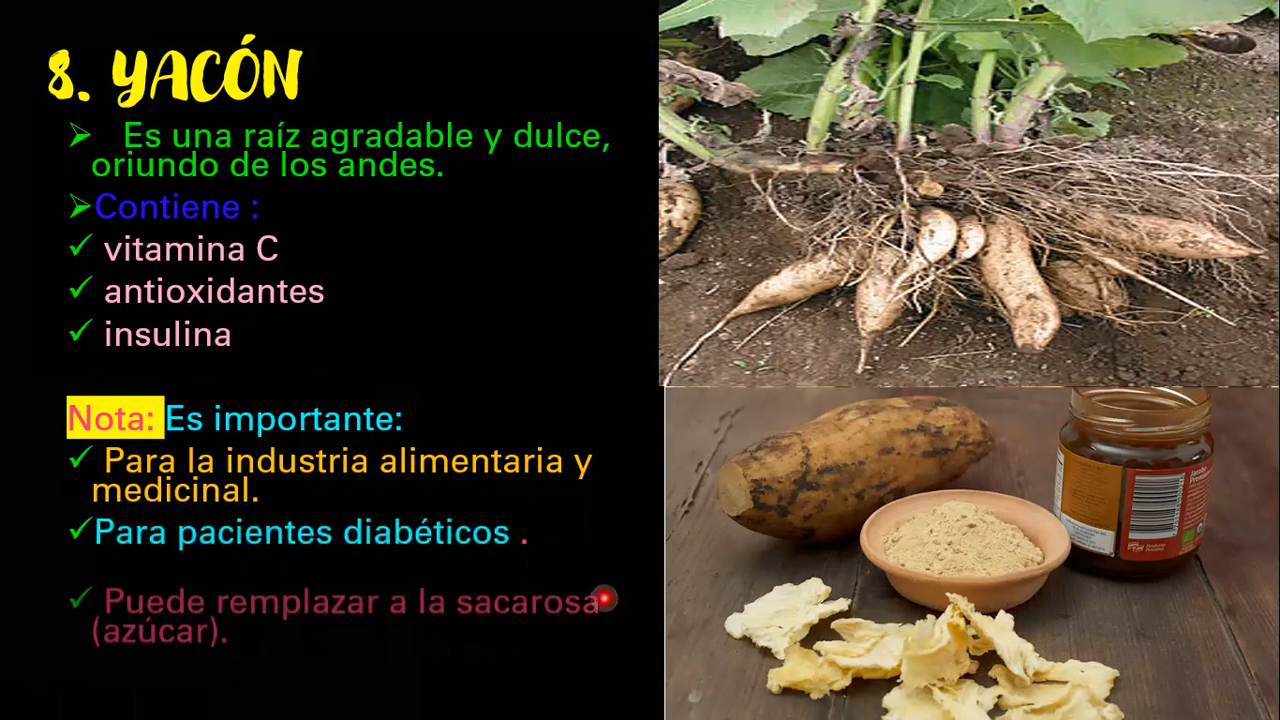 8. YACÓN
Es una raíz agradable y dulce,
oriundo de los andes.
Contiene :
vitamina C
antioxidantes
insulina
Nota: Es importante:
Para la industria alimentaria y
medicinal.
Para pacientes diabéticos .
Puede remplazar a la sacarosa
(azúcar).